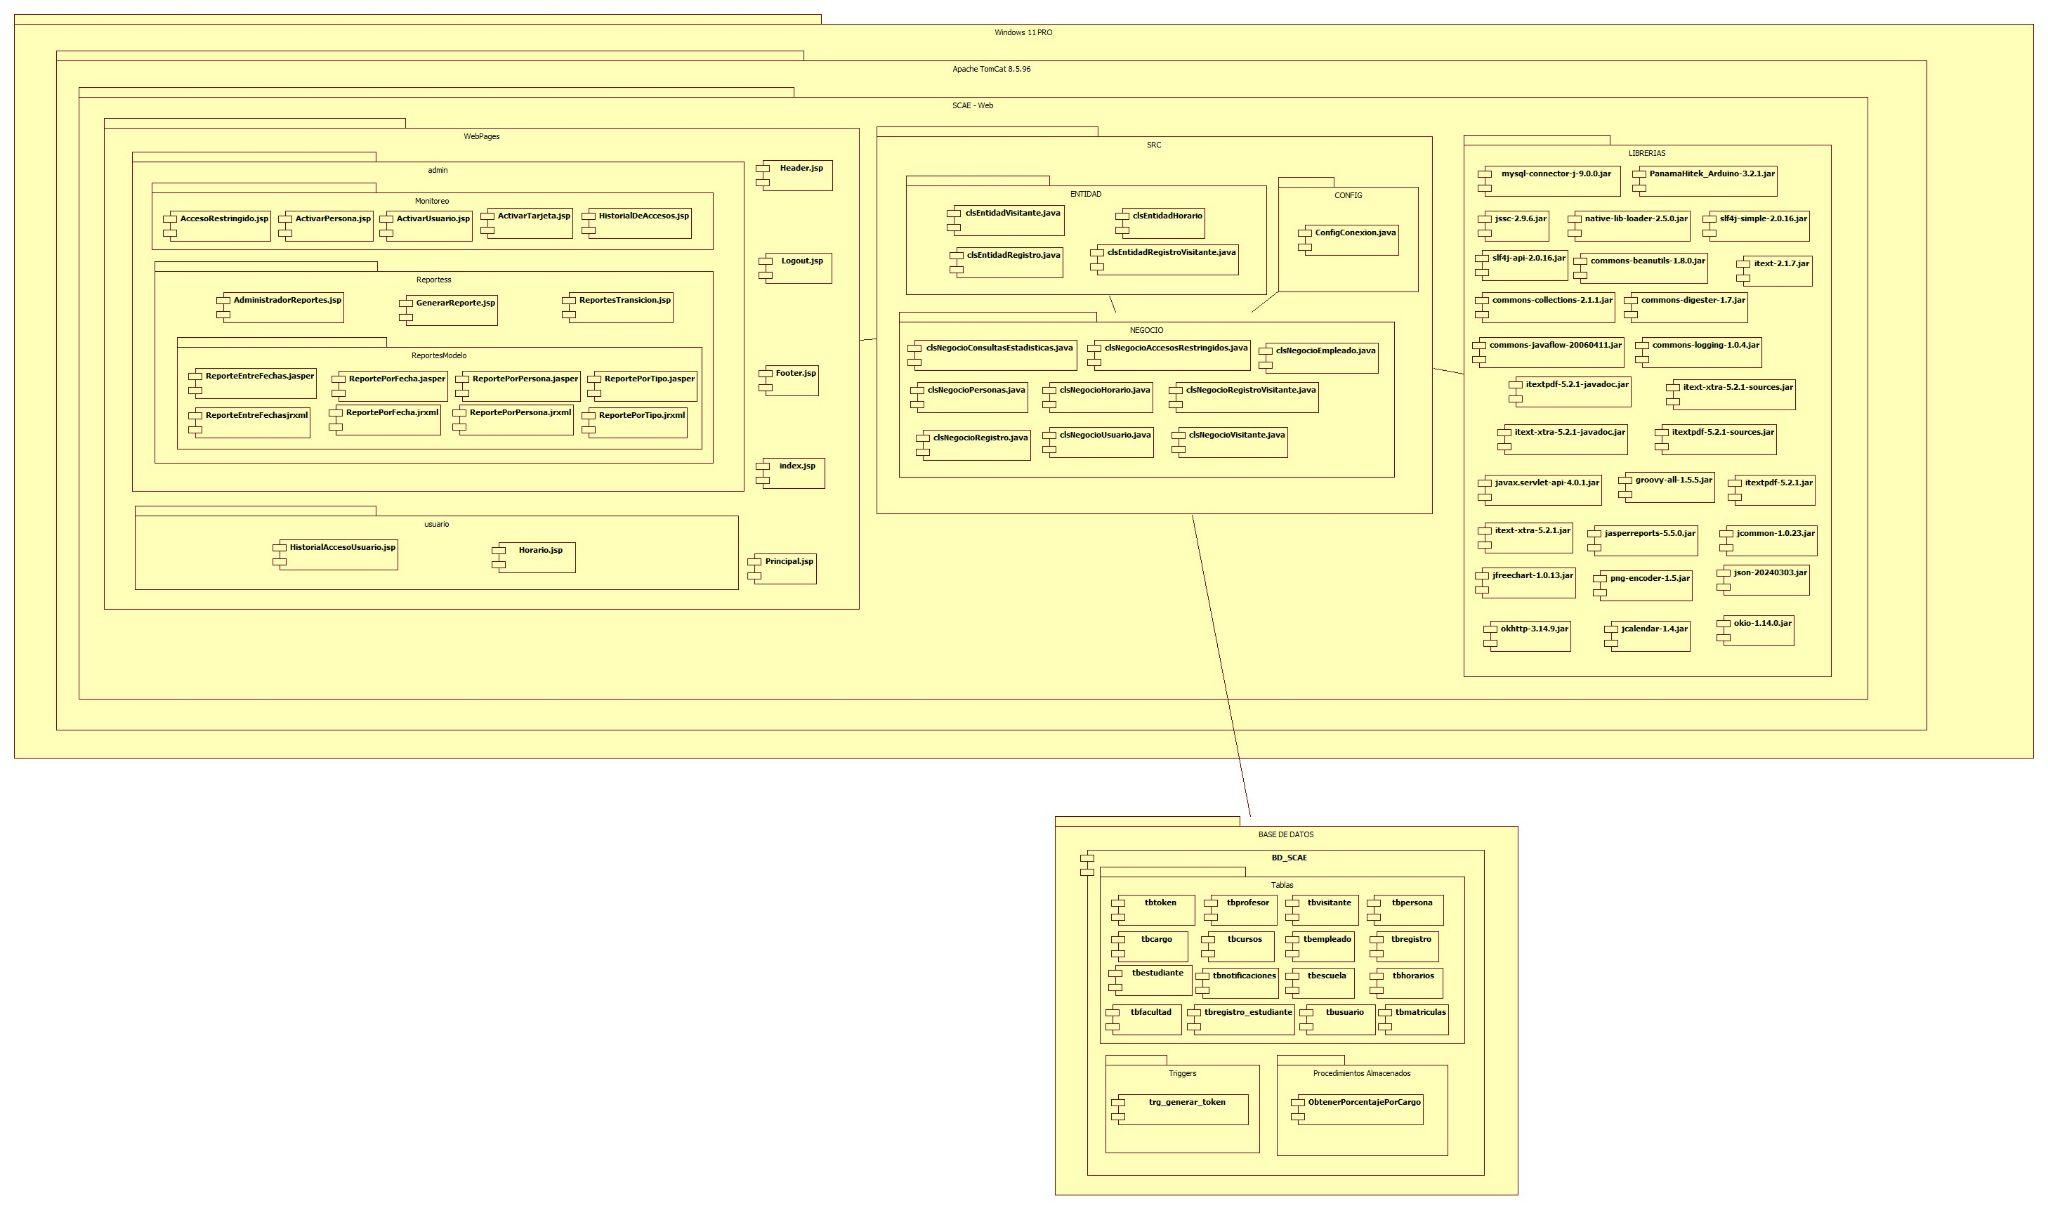 Windows 11 PRO
Apache TomCat 8.5.96
SCAE - Web
WebPages
admin
Monitoreo
AccesoRestringido.jsp
ActivarPersona.jsp
ActivarUsuario.jsp
ActivarTarjeta.jsp
HistorialDeAccesos.jsp
Reportess
AdministradorReportes.jsp
GenerarReporte.jsp
ReportesTransicion.jsp
ReportesModelo
ReporteEntreFechas.jasper
ReportePorFecha.jasper
ReportePorPersona.jasper
ReportePorTipo.jasper
ReporteEntreFechasjrxml
ReportePorFecha.jrxml
ReportePorPersona.jrxml
ReportePorTipo.jrxml
usuario
HistorialAccesoUsuario.jsp
Horario.jsp
Header.jsp
Logout.jsp
Footer.jsp
index.jsp
Principal.jsp
SRC
ENTIDAD
clsEntidadVisitante.java
clsEntidadHorario
clsEntidadRegistro.java
clsEntidadRegistroVisitante.java
CONFIG
ConfigConexion.java
NEGOCIO
clsNegocioConsultasEstadisticas.java
clsNegocioAccesosRestringidos.java
clsNegocioEmpleado.java
clsNegocioPersonas.java
clsNegocioHorario.java
clsNegocioRegistroVisitante.java
clsNegocioRegistro.java
clsNegocioUsuario.java
clsNegocioVisitante.java
LIBRERIAS
mysql-connector-j-9.0.0.jar
PanamaHitek_Arduino-3.2.1.jar
jssc-2.9.6.jar
native-lib-loader-2.5.0.jar
slf4j-simple-2.0.16.jar
slf4j-api-2.0.16.jar
commons-beanutils-1.8.0.jar
itext-2.1.7.jar
commons-collections-2.1.1.jar
commons-digester-1.7.jar
commons-javaflow-20060411.jar
commons-logging-1.0.4.jar
itextpdf-5.2.1-javadoc.jar
itext-xtra-5.2.1-sources.jar
itext-xtra-5.2.1-javadoc.jar
itextpdf-5.2.1-sources.jar
javax.servlet-api-4.0.1.jar
groovy-all-1.5.5.jar
itextpdf-5.2.1.jar
itext-xtra-5.2.1.jar
jasperreports-5.5.0.jar
jcommon-1.0.23.jar
jfreechart-1.0.13.jar
png-encoder-1.5.jar
json-20240303.jar
okhttp-3.14.9.jar
jcalendar-1.4.jar
okio-1.14.0.jar
BASE DE DATOS
BD_SCAE
Tablas
tbtoken
tbprofesor
tbvisitante
tbpersona
tbcargo
tbcursos
tbempleado
tbregistro
tbestudiante
tbnotificaciones
tbescuela
tbhorarios
tbfacultad
tbregistro_estudiante
tbusuario
tbmatriculas
Triggers
trg_generar_token
Procedimientos Almacenados
ObtenerPorcentajePorCargo